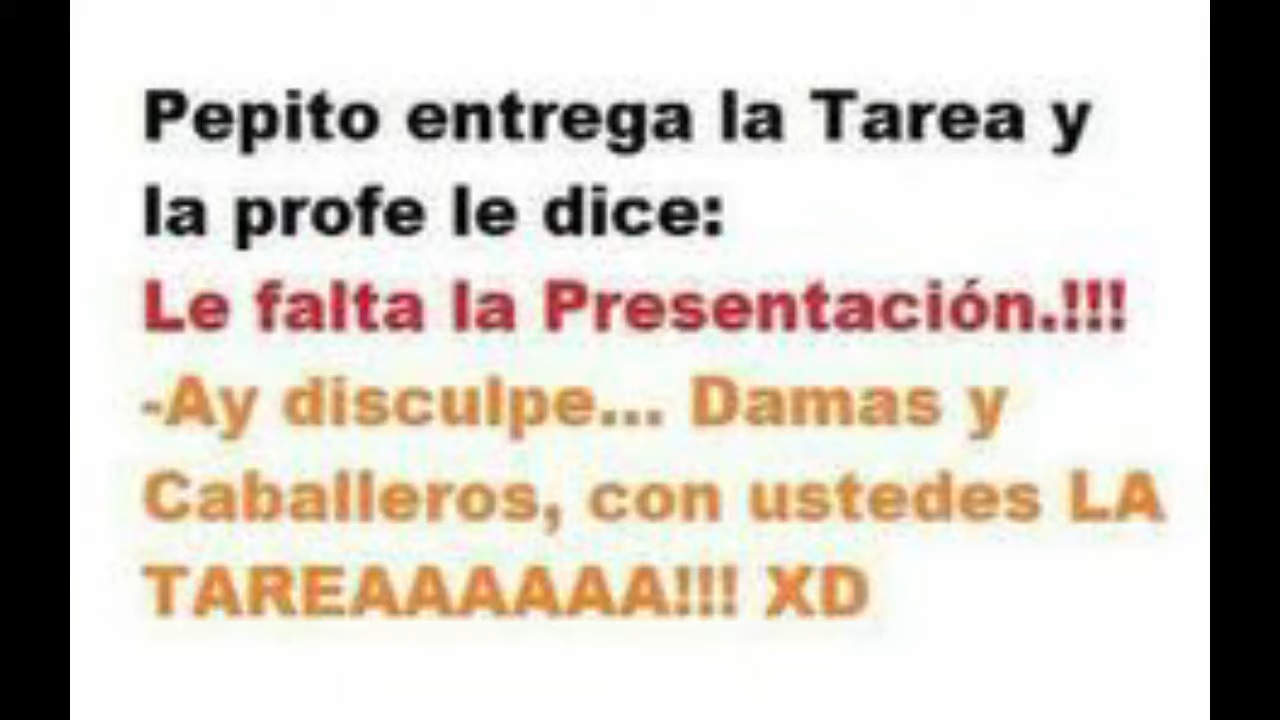 Pepito entrega la Tarea y
la profe le dice:
Le falta la Presentación.!!!
-Ay disculpe... Damas y
Caballeros, con ustedes LA
TAREAAAAAA!!! XD